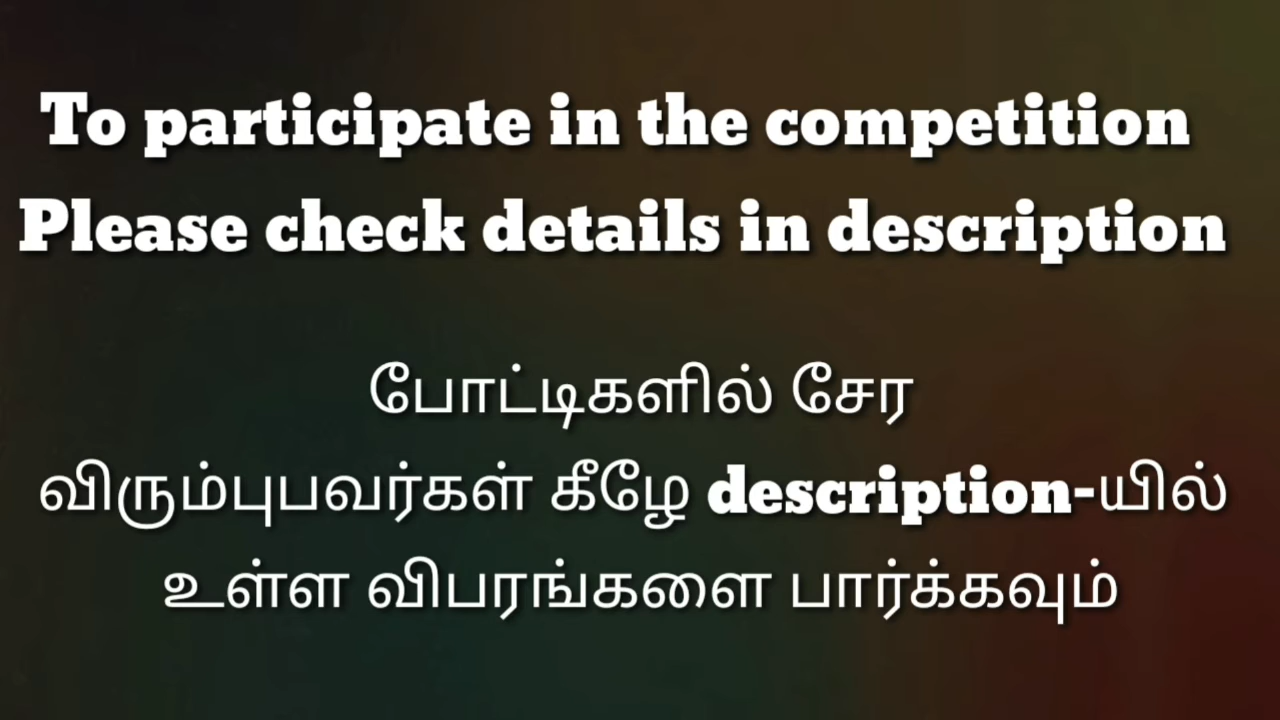 To participate in the competition
Please check details in description
போட்டிகளில் சேர
விரும்புபவர்கள் கீழே description-யில்
உள்ள விபரங்களை பார்க்கவும்